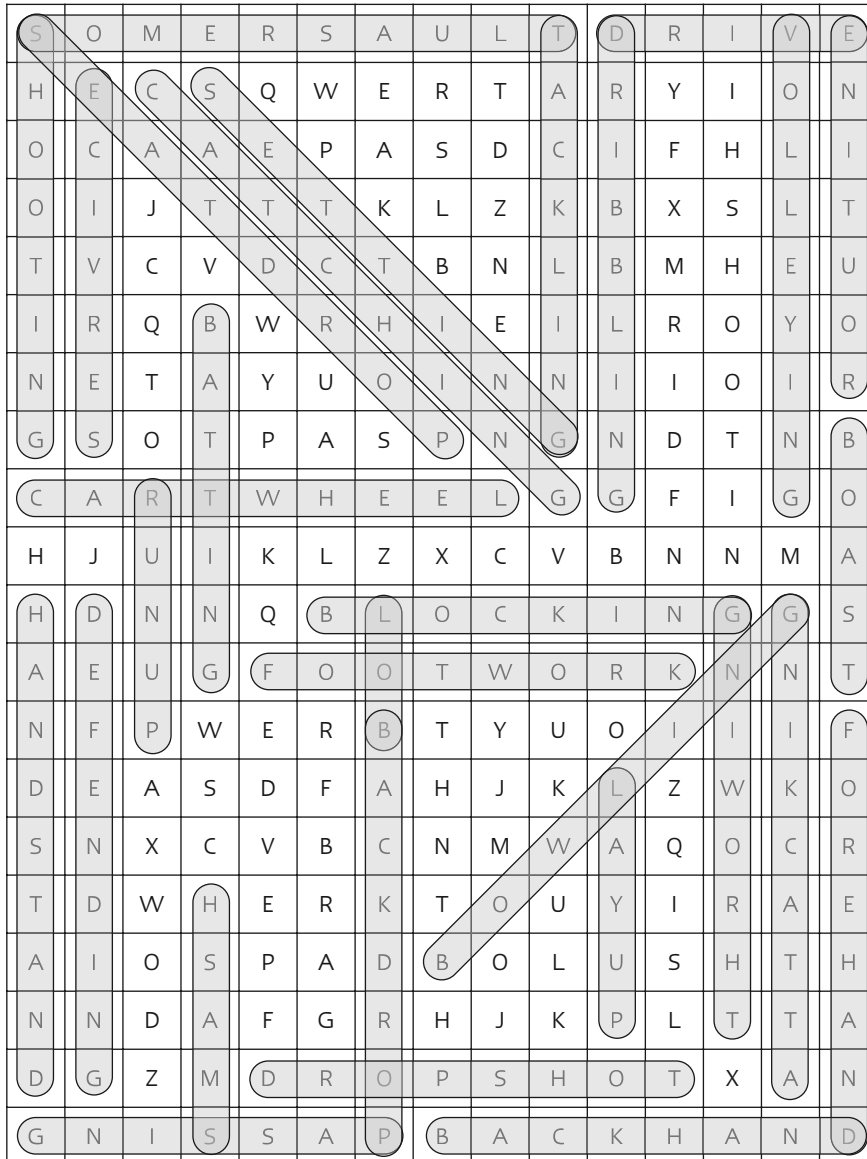 S O M E R S A U L T D R I V E
H E C S Q W E R T A R Y I O N
O C A A E P A S D C I F H L I
O I J T T T K L Z K B X S L T
T V C V D C T B N L B M H E U
I R Q B W R H I E I L R O Y O
N E T A Y U O I N N I I O I R
G S O T P A S P N G N D T N B
C A R T W H E E L G G F I G O
H J U I K L Z X C V B N N M A
H D N N Q B L O C K I N G G S
A E U G F O O T W O R K N N T
N F P W E R B T Y U O I I I F
D E A S D F A H J K L Z W K O
S N X C V B C N M W A Q O C R
T D W H E R K T O U Y I R A E
A I O S P A D B O L U S H T H
N N D A F G R H J K P L T T A
D G Z M D R O P S H O T X A N
G N I S S A P B A C K H A N D